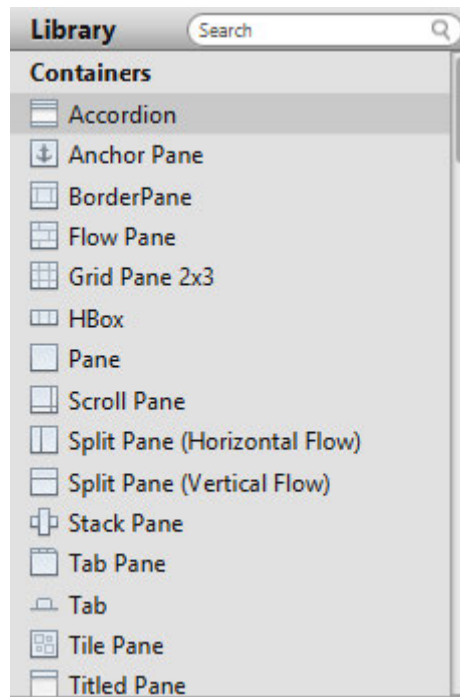 Library
Search
Containers
Accordion
Anchor Pane
BorderPane
Flow Pane
Grid Pane 2x3
HBox
Pane
Scroll Pane
Split Pane (Horizontal Flow)
Split Pane (Vertical Flow)
Stack Pane
Tab Pane
Tab
Tile Pane
Titled Pane